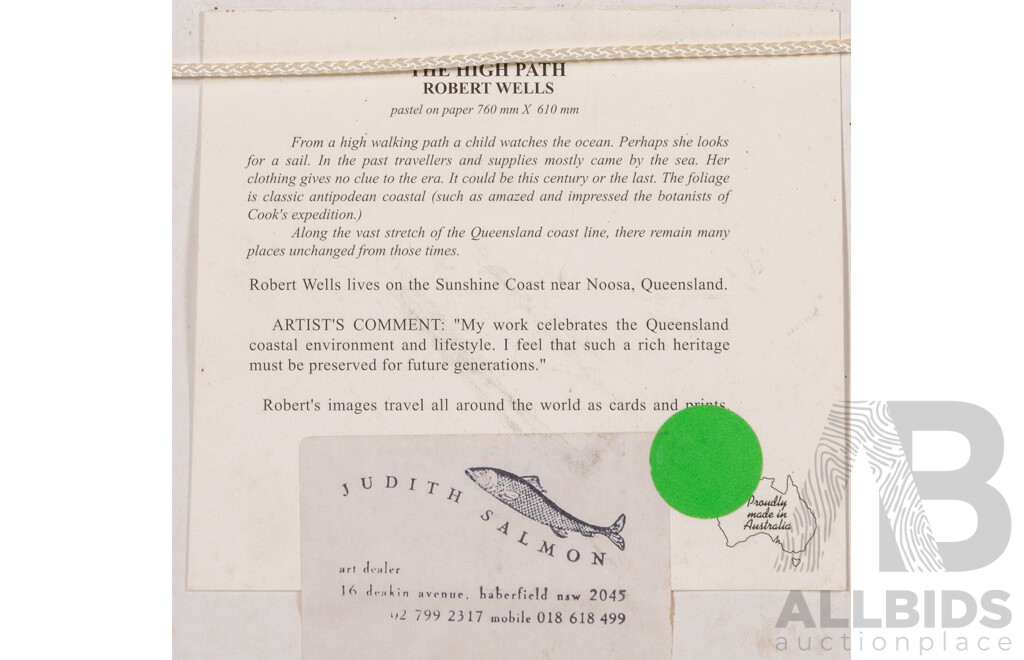 THE HIGH PATH
ROBERT WELLS
pastel on paper 760 mm X 610 mm
From a high walking path a child watches the ocean. Perhaps she looks
for a sail. In the past travellers and supplies mostly came by the sea. Her
clothing gives no clue to the era. It could be this century or the last. The foliage
is classic antipodean coastal (such as amazed and impressed the botanists of
Cook's expedition.)
Along the vast stretch of the Queensland coast line, there remain many
places unchanged from those times.
Robert Wells lives on the Sunshine Coast near Noosa, Queensland.
ARTIST'S COMMENT: "My work celebrates the Queensland
coastal environment and lifestyle. I feel that such a rich heritage
must be preserved for future generations."
Robert's images travel all around the world as cards and prints.
JUDITH
SALMON
art dealer
16 deakin avenue, haberfield nsw 2045
02 799 2317 mobile 018 618 499
Proudly
made in
Australia
AB
ALLBIDS
auctionplace